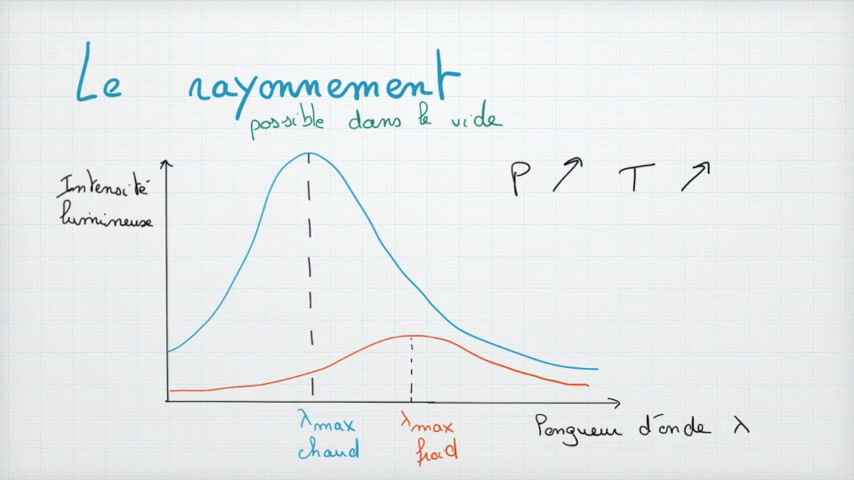 Le rayonnement
possible dans le vide
Intensité
lumineuse
P ↗ T ↗
λmax
chaud
λmax
froid
Longueur d'onde λ